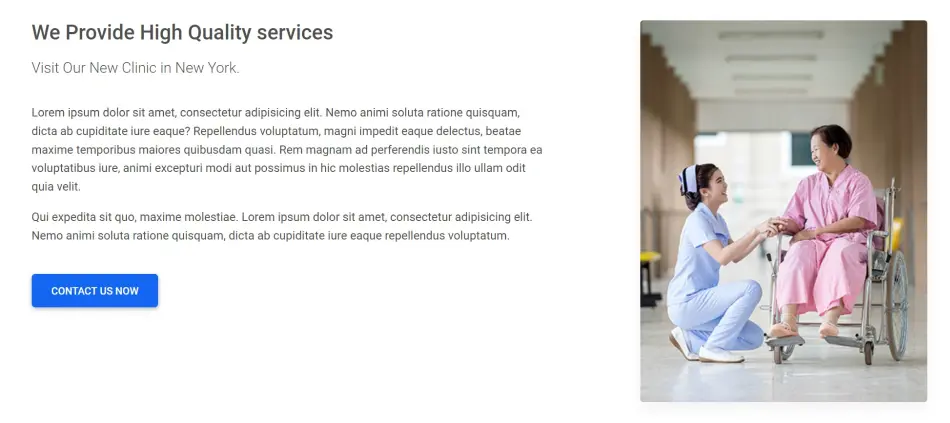 We Provide High Quality services
Visit Our New Clinic in New York.
Lorem ipsum dolor sit amet, consectetur adipisicing elit. Nemo animi soluta ratione quisquam,
dicta ab cupiditate iure eaque? Repellendus voluptatum, magni impedit eaque delectus, beatae
maxime temporibus maiores quibusdam quasi. Rem magnam ad perferendis iusto sint tempora ea
voluptatibus iure, animi excepturi modi aut possimus in hic molestias repellendus illo ullam odit
quia velit.
Qui expedita sit quo, maxime molestiae. Lorem ipsum dolor sit amet, consectetur adipisicing elit.
Nemo animi soluta ratione quisquam, dicta ab cupiditate iure eaque repellendus voluptatum.
CONTACT US NOW